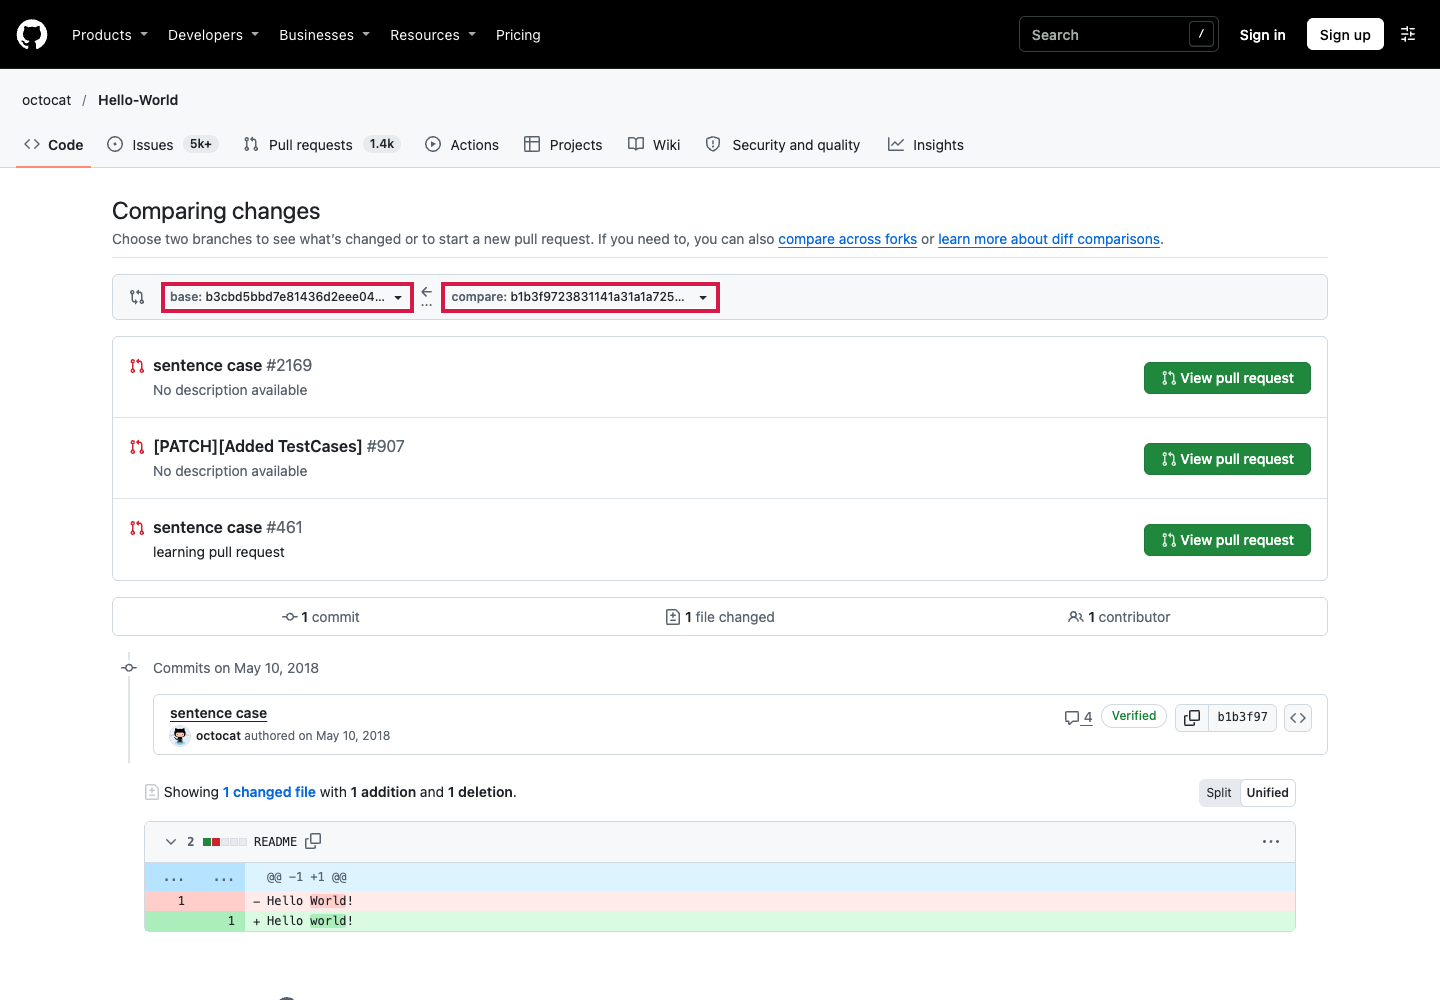 Products Developers Businesses Resources Pricing Search / Sign in Sign up
octocat / Hello-World
Code Issues 5k+ Pull requests 1.4k Actions Projects Wiki Security and quality Insights
Comparing changes
Choose two branches to see what's changed or to start a new pull request. If you need to, you can also compare across forks or learn more about diff comparisons.
base: b3cbd5bbd7e81436d2eee04... ... compare: b1b3f9723831141a31a1a725...
sentence case #2169
No description available
View pull request
[PATCH][Added TestCases] #907
No description available
View pull request
sentence case #461
learning pull request
View pull request
1 commit 1 file changed 1 contributor
Commits on May 10, 2018
sentence case
octocat authored on May 10, 2018
4 Verified b1b3f97
Showing 1 changed file with 1 addition and 1 deletion.
Split Unified
2 README
... ... @@ -1 +1 @@
1 - Hello World!
1 + Hello world!